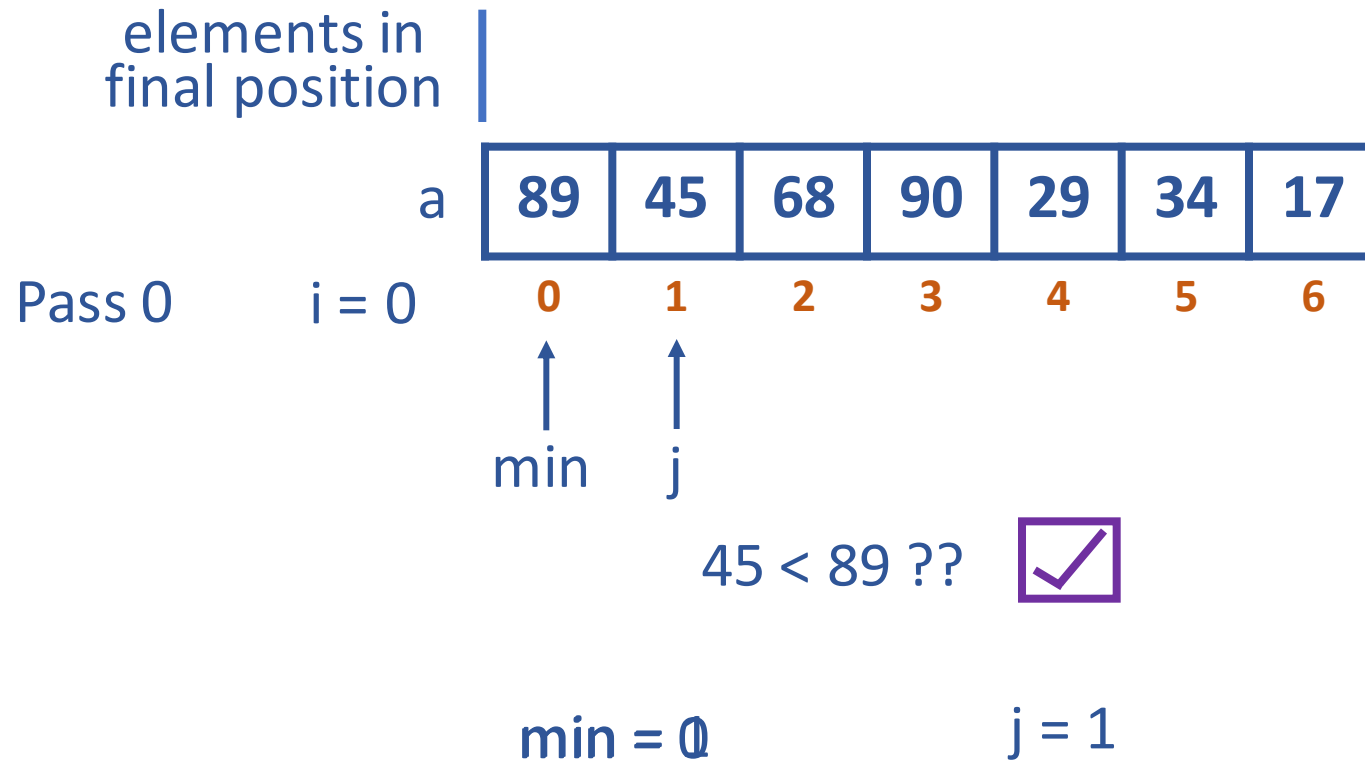 elements in
final position
a 89 45 68 90 29 34 17
Pass 0 i = 0 0 1 2 3 4 5 6
min j
45 < 89 ??
min = j = 1